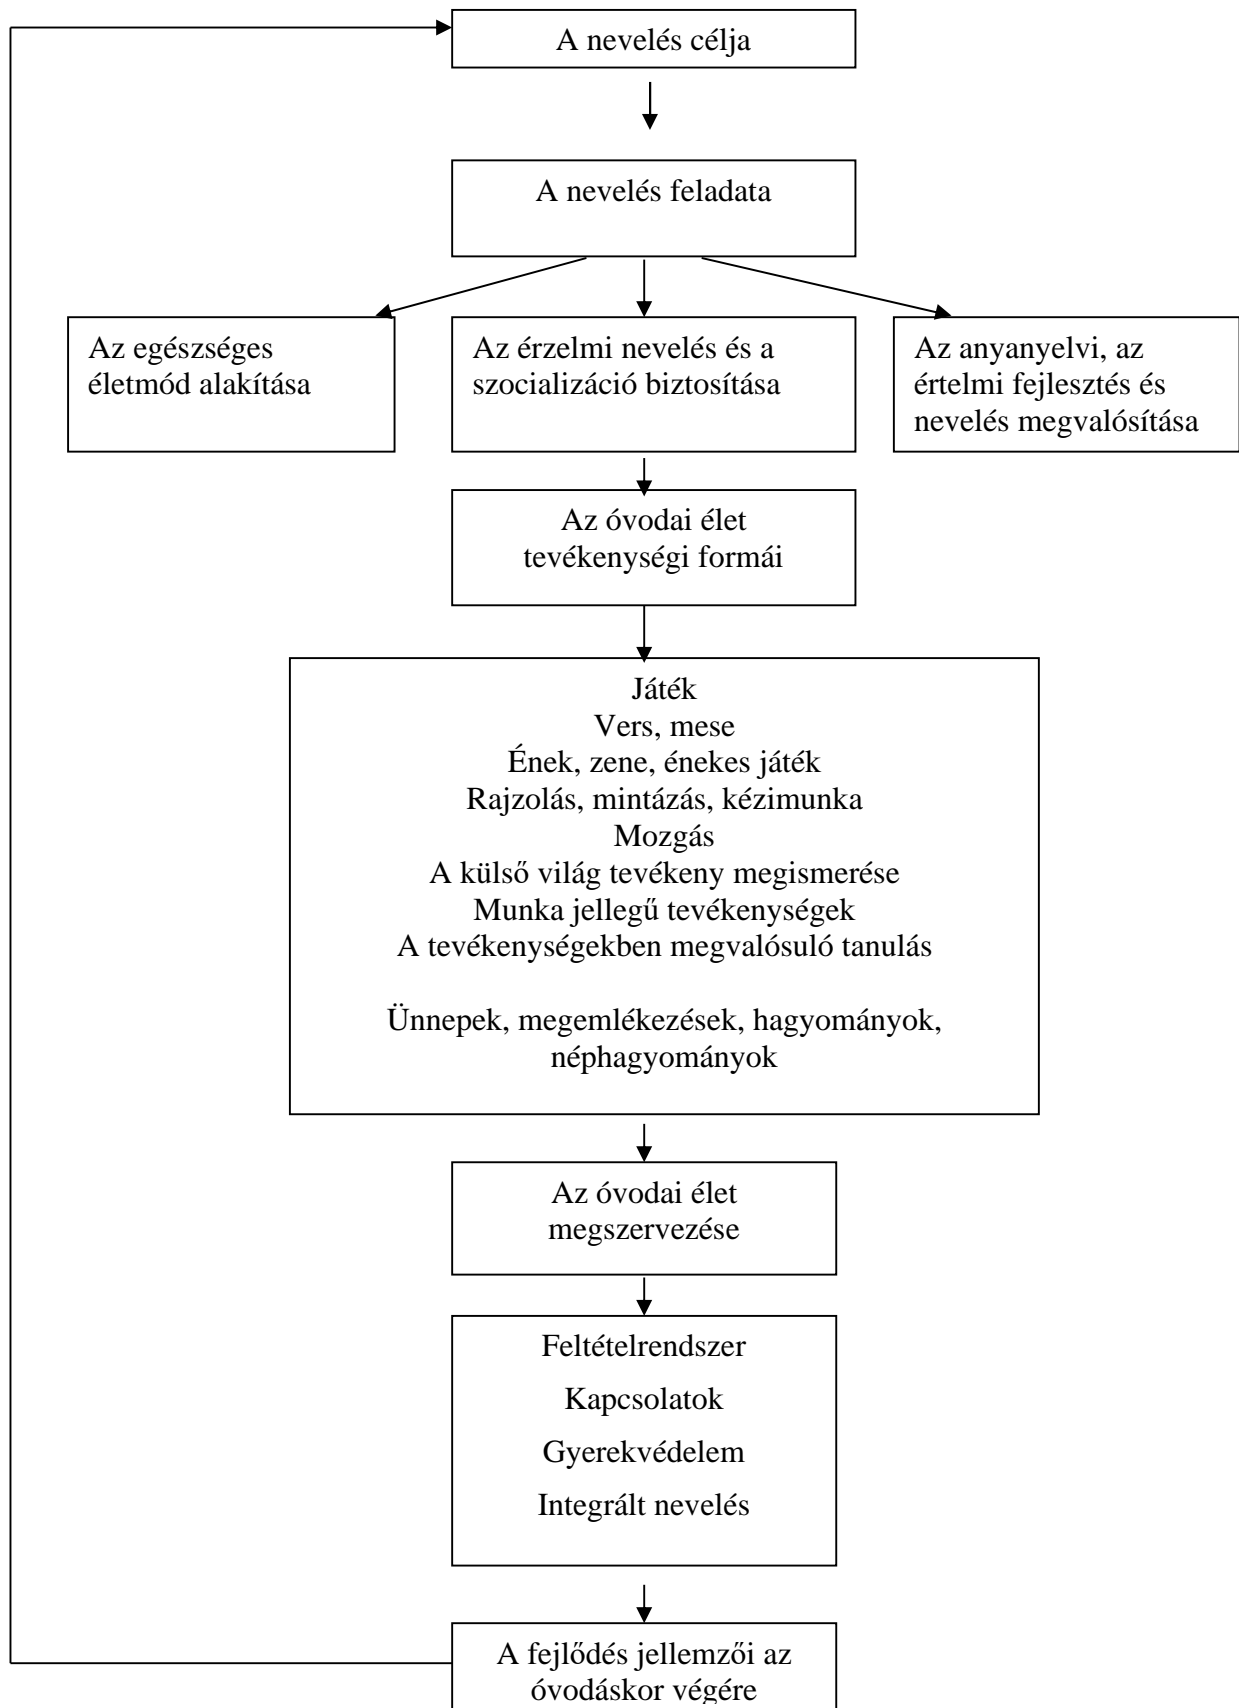 A nevelés célja
A nevelés feladata
Az egészséges
életmód alakítása
Az érzelmi nevelés és a
szocializáció biztosítása
Az anyanyelvi, az
értelmi fejlesztés és
nevelés megvalósítása
Az óvodai élet
tevékenységi formái
Játék
Vers, mese
Ének, zene, énekes játék
Rajzolás, mintázás, kézimunka
Mozgás
A külső világ tevékeny megismerése
Munka jellegű tevékenységek
A tevékenységekben megvalósuló tanulás
Ünnepek, megemlékezések, hagyományok,
néphagyományok
Az óvodai élet
megszervezése
Feltételrendszer
Kapcsolatok
Gyerekvédelem
Integrált nevelés
A fejlődés jellemzői az
óvodáskor végére